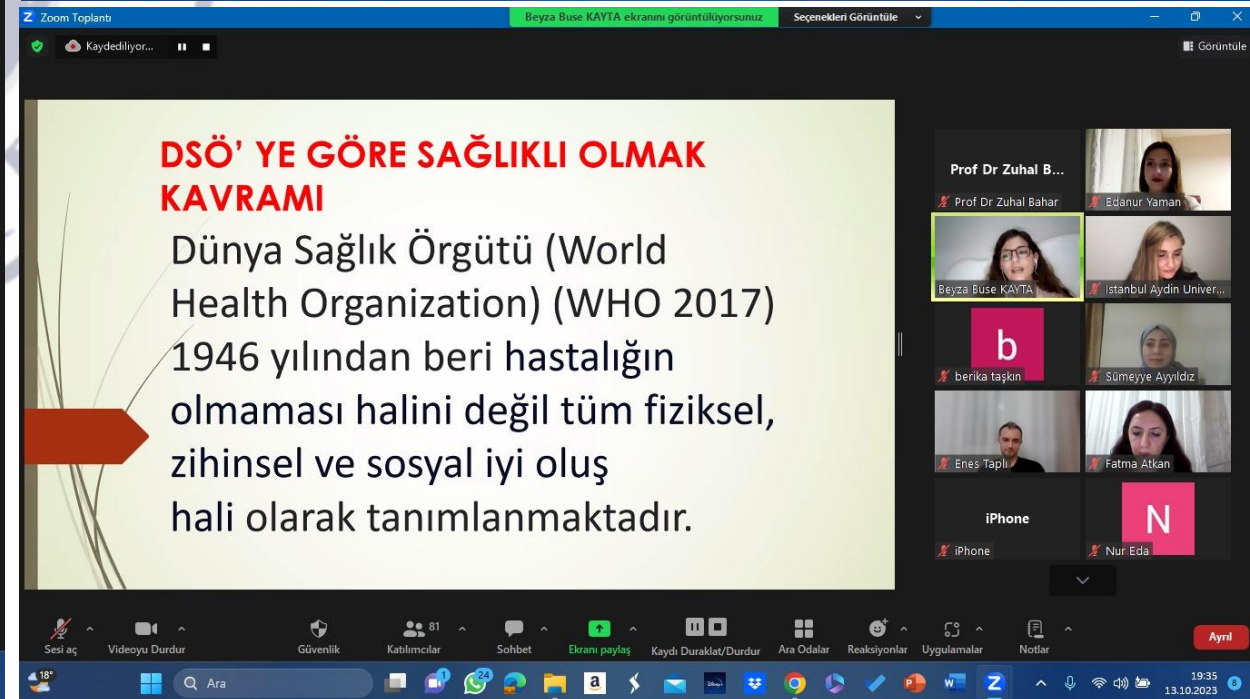 Zoom Toplantı
Beyza Buse KAYTA ekranını görüntülüyorsunuz
Seçenekleri Görüntüle
Kaydediliyor...
Görüntüle
DSÖ' YE GÖRE SAĞLIKLI OLMAK
KAVRAMI
Dünya Sağlık Örgütü (World
Health Organization) (WHO 2017)
1946 yılından beri hastalığın
olmaması halini değil tüm fiziksel,
zihinsel ve sosyal iyi oluş
hali olarak tanımlanmaktadır.
Prof Dr Zuhal B...
Prof Dr Zuhal Bahar
Edanur Yaman
Beyza Buse KAYTA
Istanbul Aydin Univer...
b
berika taşkın
Sümeyye Ayyıldız
Enes Taplı
Fatma Atkan
iPhone
iPhone
N
Nur Eda
Sesi aç
Videoyu Durdur
Güvenlik
81
Katılımcılar
Sohbet
Ekranı paylaş
Kaydı Duraklat/Durdur
Ara Odalar
Reaksiyonlar
Uygulamalar
Notlar
Ayrıl
18°
Ara
1
24
a
19:35
13.10.2023
8